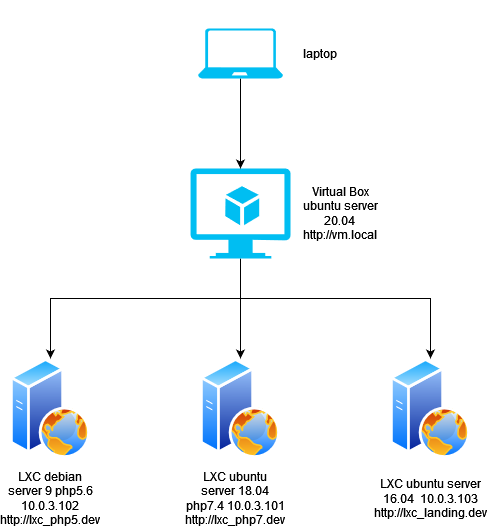 laptop
Virtual Box
ubuntu server
20.04
http://vm.local
LXC debian
server 9 php5.6
10.0.3.102
http://lxc_php5.dev
LXC ubuntu
server 18.04
php7.4 10.0.3.101
http://lxc_php7.dev
LXC ubuntu server
16.04 10.0.3.103
http://lxc_landing.dev